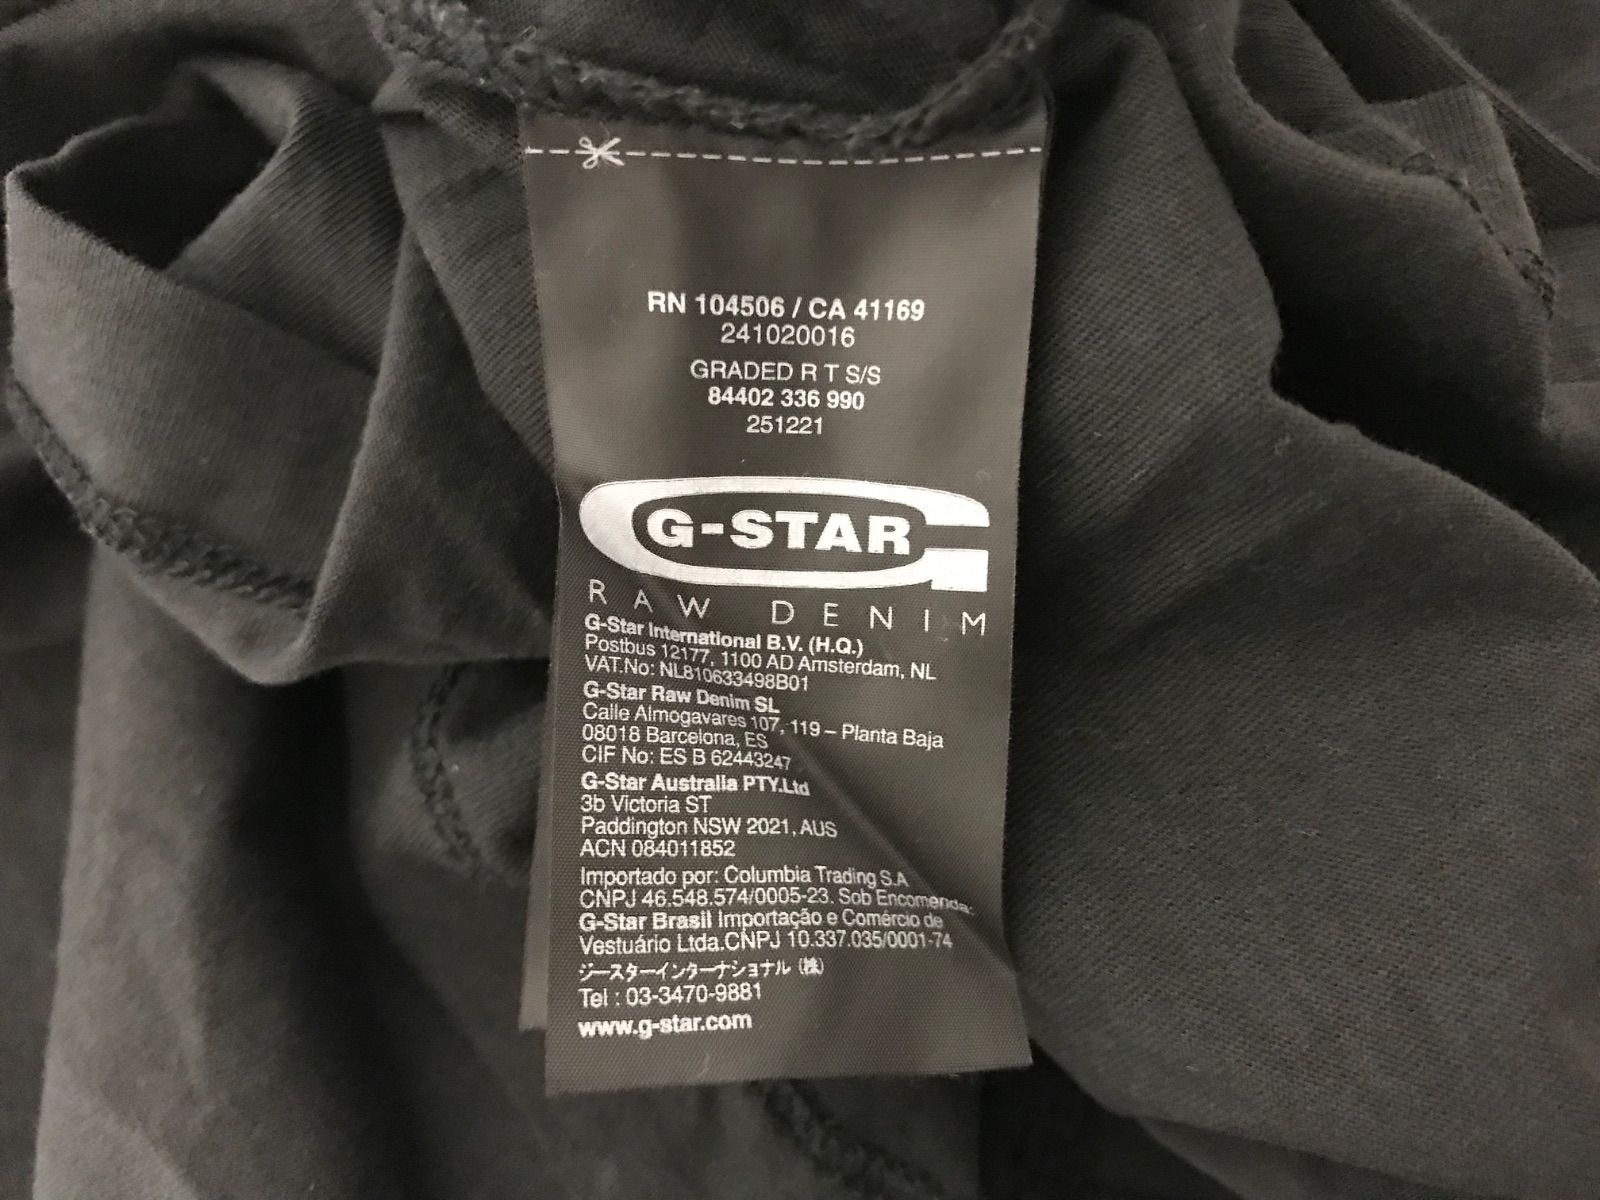 RN 104506 / CA 41169
241020016
GRADED R T S/S
84402 336 990
251221
G-STAR
RAW DENIM
G-Star International B.V. (H.Q.)
Postbus 12177, 1100 AD Amsterdam, NL
VAT.No: NL810633498B01
G-Star Raw Denim SL
Calle Almogavares 107, 119 – Planta Baja
08018 Barcelona, ES
CIF No: ES B 62443247
G-Star Australia PTY.Ltd
3b Victoria ST
Paddington NSW 2021, AUS
ACN 084011852
Importado por: Columbia Trading S.A
CNPJ 46.548.574/0005-23. Sob Encomenda:
G-Star Brasil Importação e Comércio de
Vestuário Ltda.CNPJ 10.337.035/0001-74
ジースターインターナショナル (株)
Tel : 03-3470-9881
www.g-star.com